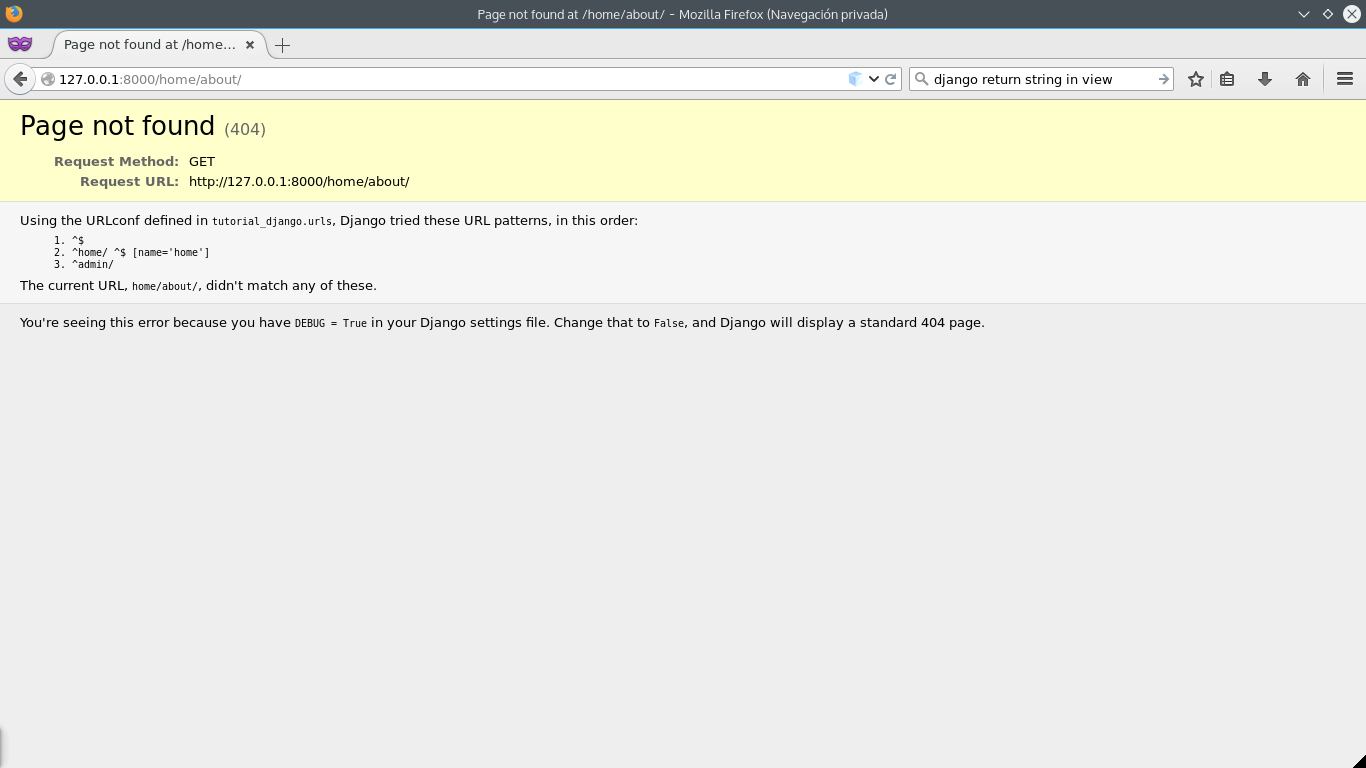 Page not found at /home/about/ - Mozilla Firefox (Navegación privada)
Page not found at /home...
127.0.0.1:8000/home/about/
django return string in view
Page not found (404)
Request Method: GET
Request URL: http://127.0.0.1:8000/home/about/
Using the URLconf defined in tutorial_django.urls, Django tried these URL patterns, in this order:
1. ^$
2. ^home/ ^$ [name='home']
3. ^admin/
The current URL, home/about/, didn't match any of these.
You're seeing this error because you have DEBUG = True in your Django settings file. Change that to False, and Django will display a standard 404 page.